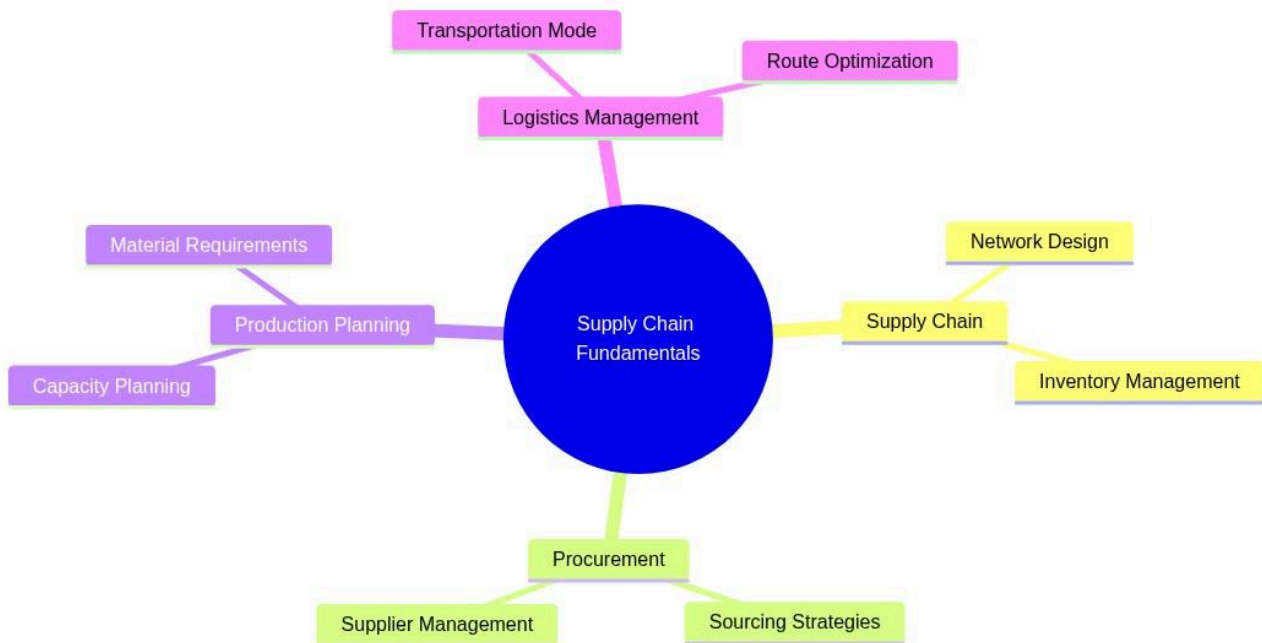 Transportation Mode
Route Optimization
Logistics Management
Material Requirements
Network Design
Production Planning
Supply Chain
Fundamentals
Supply Chain
Capacity Planning
Inventory Management
Procurement
Supplier Management
Sourcing Strategies